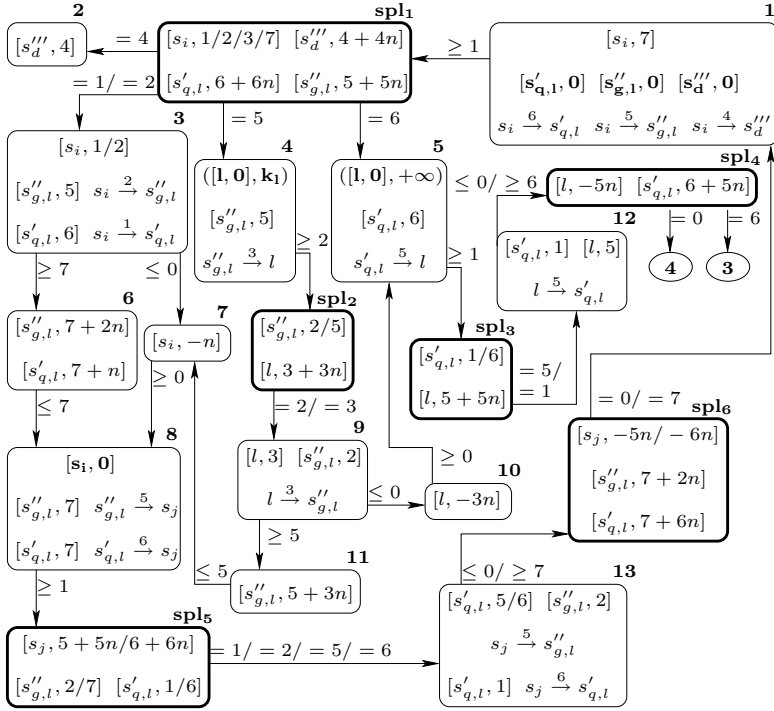 2
[s_d''', 4]
= 4
spl₁
[s_i, 1/2/3/7] [s_d''', 4 + 4n]
[s'_{q,l}, 6 + 6n] [s''_{g,l}, 5 + 5n]
≥ 1
1
[s_i, 7]
[s'_{q,l}, 0] [s''_{g,l}, 0] [s_d''', 0]
s_i →⁶ s'_{q,l} s_i →⁵ s''_{g,l} s_i →⁴ s_d'''
= 1/ = 2
= 5
= 6
3
[s_i, 1/2]
[s''_{g,l}, 5] s_i →² s''_{g,l}
[s'_{q,l}, 6] s_i →¹ s'_{q,l}
4
([l, 0], k_l)
[s''_{g,l}, 5]
s''_{g,l} →³ l
5
([l, 0], +∞)
[s'_{q,l}, 6]
s'_{q,l} →⁵ l
≤ 0/ ≥ 6
spl₄
[l, −5n] [s'_{q,l}, 6 + 5n]
= 0
= 6
4
3
12
[s'_{q,l}, 1] [l, 5]
l →⁵ s'_{q,l}
≥ 7
≤ 0
≥ 2
≥ 1
6
[s''_{g,l}, 7 + 2n]
[s'_{q,l}, 7 + n]
7
[s_i, −n]
spl₂
[s''_{g,l}, 2/5]
[l, 3 + 3n]
spl₃
[s'_{q,l}, 1/6]
[l, 5 + 5n]
= 5/
= 1
≤ 7
≥ 0
= 2/ = 3
= 0/ = 7
spl₆
[s_j, −5n/ − 6n]
[s''_{g,l}, 7 + 2n]
[s'_{q,l}, 7 + 6n]
8
[s_i, 0]
[s''_{g,l}, 7] s''_{g,l} →⁵ s_j
[s'_{q,l}, 7] s'_{q,l} →⁶ s_j
9
[l, 3] [s''_{g,l}, 2]
l →³ s''_{g,l}
≤ 0
≥ 0
10
[l, −3n]
≥ 5
≤ 5
11
[s''_{g,l}, 5 + 3n]
≥ 1
spl₅
[s_j, 5 + 5n/6 + 6n]
[s''_{g,l}, 2/7] [s'_{q,l}, 1/6]
= 1/ = 2/ = 5/ = 6
≤ 0/ ≥ 7
13
[s'_{q,l}, 5/6] [s''_{g,l}, 2]
s_j →⁵ s''_{g,l}
[s'_{q,l}, 1] s_j →⁶ s'_{q,l}